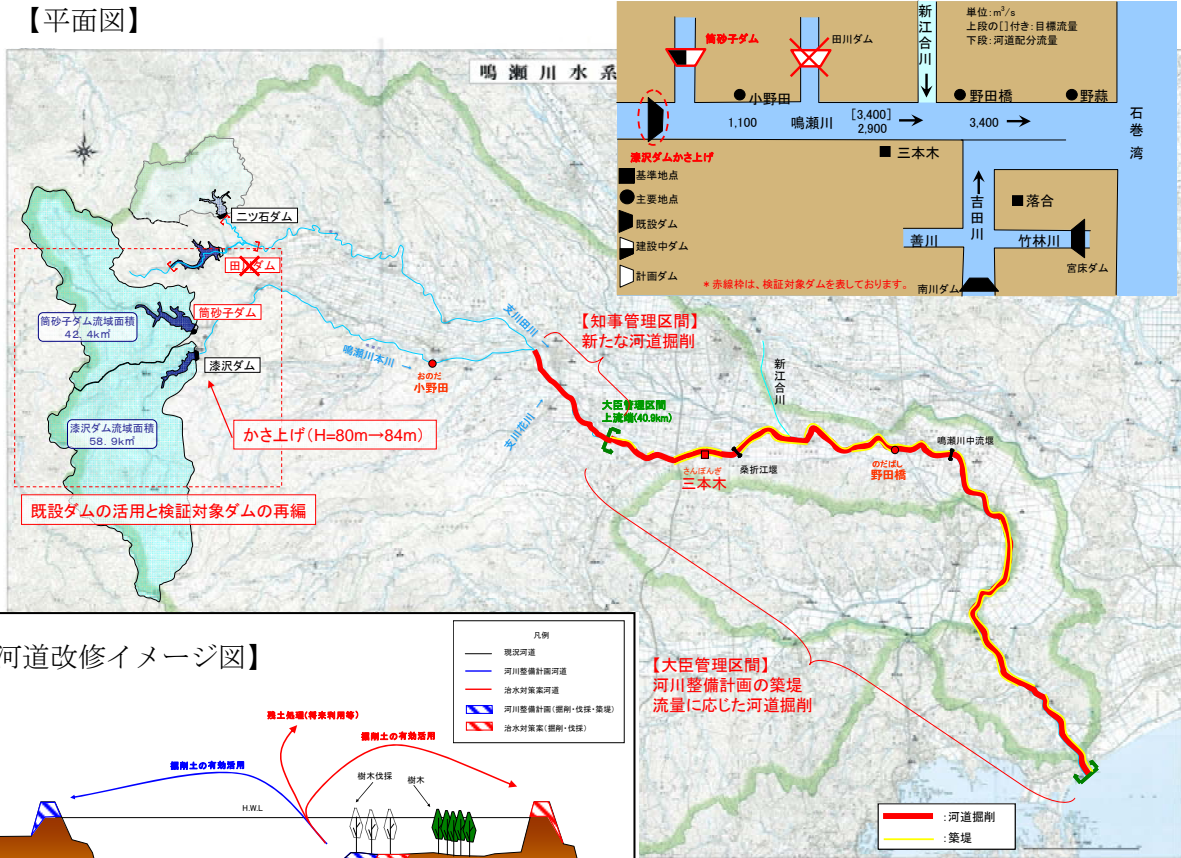 【平面図】
鳴瀬川水系
筒砂子ダム
田川ダム
新江合川
単位:m³/s
上段の[]付き:目標流量
下段:河道配分流量
小野田
野田橋
野蒜
1,100
鳴瀬川
[3,400]
2,900
3,400
石巻湾
漆沢ダムかさ上げ
三本木
基準地点
主要地点
既設ダム
建設中ダム
計画ダム
吉田川
落合
善川
竹林川
宮床ダム
南川ダム
*赤線枠は、検証対象ダムを表しております。
二ツ石ダム
田川ダム
筒砂子ダム
筒砂子ダム流域面積
42.4km²
漆沢ダム
漆沢ダム流域面積
58.9km²
かさ上げ(H=80m→84m)
既設ダムの活用と検証対象ダムの再編
鳴瀬川本川
おのだ
小野田
支川田川
支川花川
【知事管理区間】
新たな河道掘削
大臣管理区間
上流端(40.9km)
新江合川
さんぼんぎ
三本木
桑折江堰
のだばし
野田橋
鳴瀬川中流堰
【大臣管理区間】
河川整備計画の築堤
流量に応じた河道掘削
:河道掘削
:築堤
河道改修イメージ図】
凡例
現況河道
河川整備計画河道
治水対策案河道
河川整備計画(掘削・伐採・築堤)
治水対策案(掘削・伐採)
残土処理(将来利用等)
掘削土の有効活用
掘削土の有効活用
樹木伐採
樹木
H.W.L